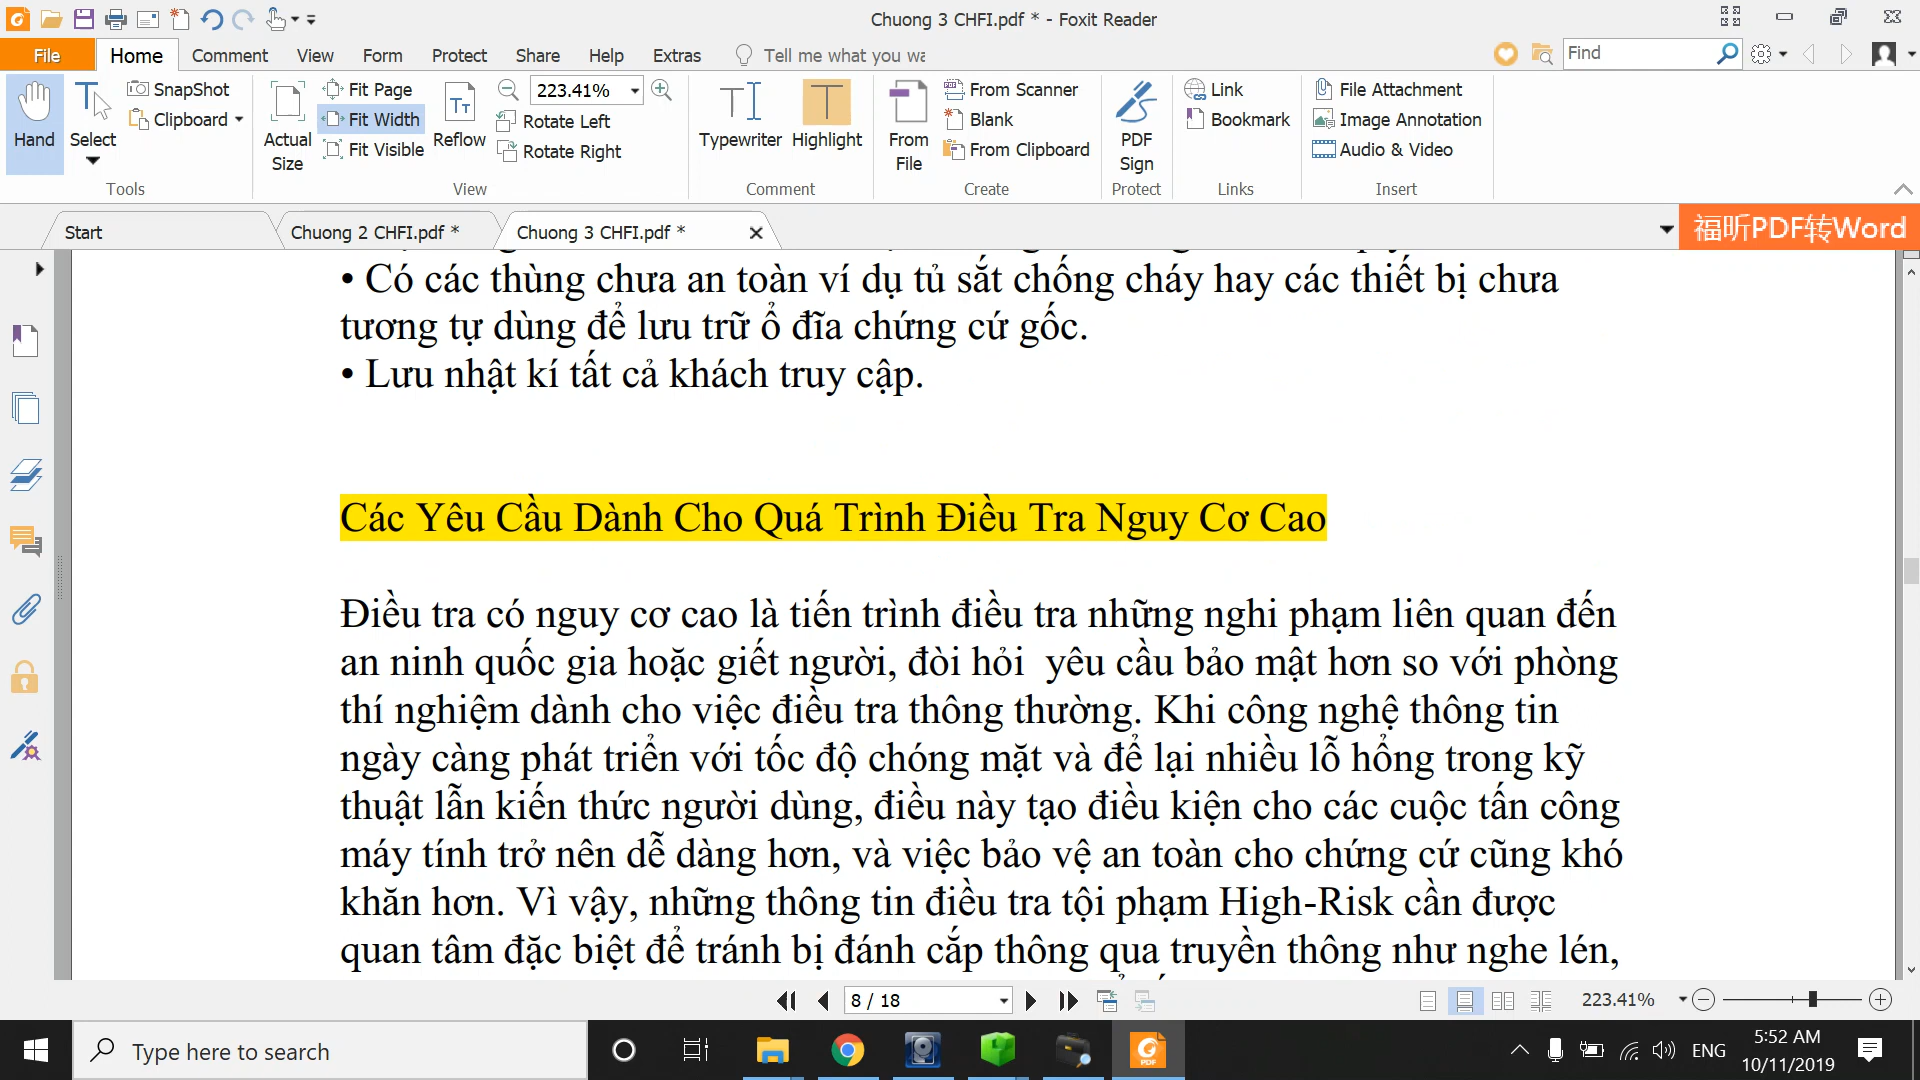 Chuong 3 CHFI.pdf * - Foxit Reader
File Home Comment View Form Protect Share Help Extras Tell me what you wa Find
Hand
Select
SnapShot
Clipboard
Tools
Actual Size
Fit Page
Fit Width
Fit Visible
Reflow
223.41%
Rotate Left
Rotate Right
View
Typewriter
Highlight
Comment
From File
From Scanner
Blank
From Clipboard
Create
PDF Sign
Protect
Link
Bookmark
Links
File Attachment
Image Annotation
Audio & Video
Insert
Start Chuong 2 CHFI.pdf * Chuong 3 CHFI.pdf * 福昕PDF转Word
• Có các thùng chưa an toàn ví dụ tủ sắt chống cháy hay các thiết bị chưa
tương tự dùng để lưu trữ ổ đĩa chứng cứ gốc.
• Lưu nhật kí tất cả khách truy cập.
Các Yêu Cầu Dành Cho Quá Trình Điều Tra Nguy Cơ Cao
Điều tra có nguy cơ cao là tiến trình điều tra những nghi phạm liên quan đến
an ninh quốc gia hoặc giết người, đòi hỏi yêu cầu bảo mật hơn so với phòng
thí nghiệm dành cho việc điều tra thông thường. Khi công nghệ thông tin
ngày càng phát triển với tốc độ chóng mặt và để lại nhiều lỗ hổng trong kỹ
thuật lẫn kiến thức người dùng, điều này tạo điều kiện cho các cuộc tấn công
máy tính trở nên dễ dàng hơn, và việc bảo vệ an toàn cho chứng cứ cũng khó
khăn hơn. Vì vậy, những thông tin điều tra tội phạm High-Risk cần được
quan tâm đặc biệt để tránh bị đánh cắp thông qua truyền thông như nghe lén,
8 / 18 223.41%
Type here to search
ENG
5:52 AM
10/11/2019